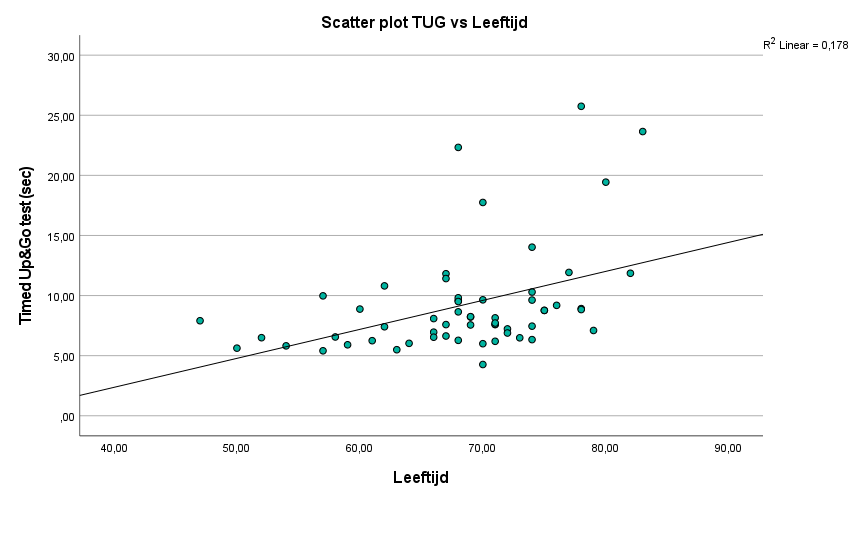 Scatter plot TUG vs Leeftijd
R2 Linear = 0,178
30,00
25,00
20,00
15,00
10,00
5,00
,00
Timed Up&Go test (sec)
40,00 50,00 60,00 70,00 80,00 90,00
Leeftijd